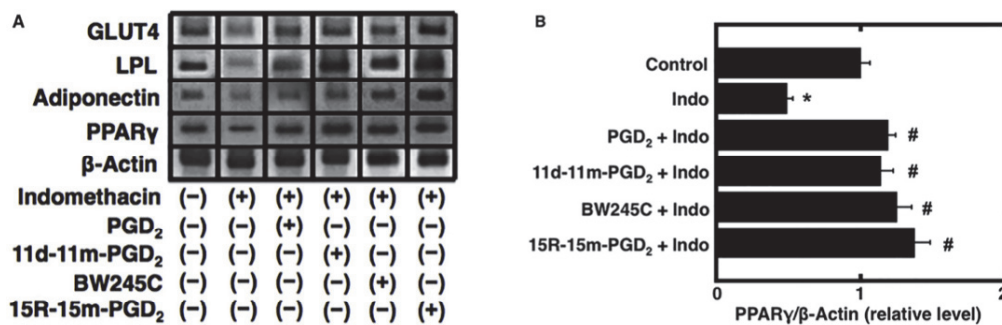 A
GLUT4
LPL
Adiponectin
PPARγ
β-Actin
Indomethacin (−) (+) (+) (+) (+) (+)
PGD₂ (−) (−) (+) (−) (−) (−)
11d-11m-PGD₂ (−) (−) (−) (+) (−) (−)
BW245C (−) (−) (−) (−) (+) (−)
15R-15m-PGD₂ (−) (−) (−) (−) (−) (+)
B
Control
Indo *
PGD₂ + Indo #
11d-11m-PGD₂ + Indo #
BW245C + Indo #
15R-15m-PGD₂ + Indo #
0 1 2
PPARγ/β-Actin (relative level)